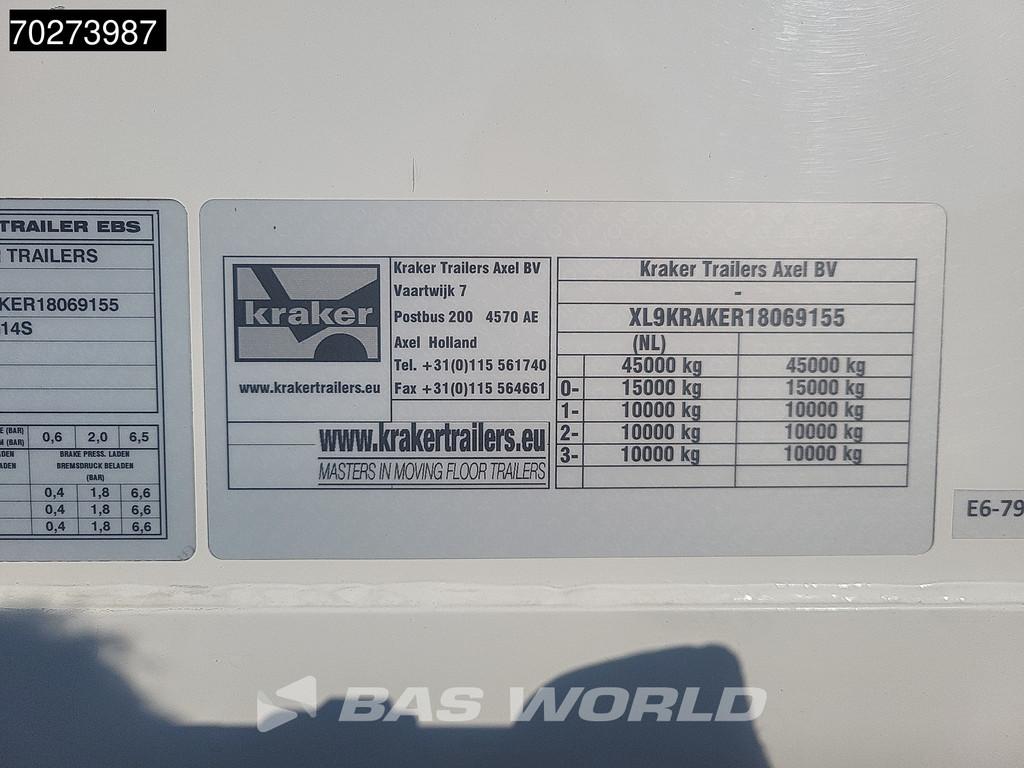 70273987
TRAILER EBS
TRAILERS
KER18069155
14S
E (BAR)
M (BAR)
0,6 2,0 6,5
ADEN BRAKE PRESS. LADEN
ADEN BREMSDRUCK BELADEN
(BAR)
0,4 1,8 6,6
0,4 1,8 6,6
0,4 1,8 6,6
kraker
www.krakertrailers.eu
Kraker Trailers Axel BV
Vaartwijk 7
Postbus 200 4570 AE
Axel Holland
Tel. +31(0)115 561740
Fax +31(0)115 564661
www.krakertrailers.eu
MASTERS IN MOVING FLOOR TRAILERS
Kraker Trailers Axel BV
-
XL9KRAKER18069155
(NL)
45000 kg 45000 kg
0- 15000 kg 15000 kg
1- 10000 kg 10000 kg
2- 10000 kg 10000 kg
3- 10000 kg 10000 kg
E6-79
BAS WORLD